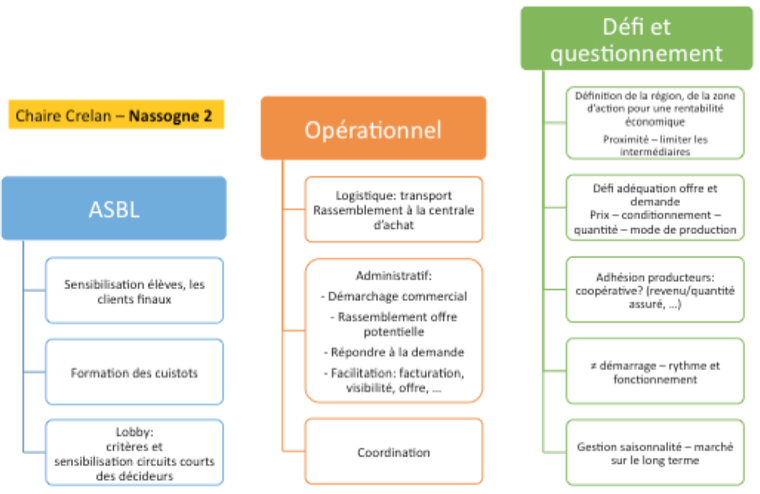 Chaire Crelan – Nassogne 2
ASBL
Sensibilisation élèves, les
clients finaux
Formation des cuistots
Lobby:
critères et
sensibilisation circuits courts
des décideurs
Opérationnel
Logistique: transport
Rassemblement à la centrale
d'achat
Administratif:
- Démarchage commercial
- Rassemblement offre
potentielle
- Répondre à la demande
- Facilitation: facturation,
visibilité, offre, ...
Coordination
Défi et
questionnement
Définition de la région, de la zone
d'action pour une rentabilité
économique
Proximité – limiter les
intermédiaires
Défi adéquation offre et
demande
Prix – conditionnement –
quantité – mode de production
Adhésion producteurs:
coopérative? (revenu/quantité
assuré, ...)
≠ démarrage – rythme et
fonctionnement
Gestion saisonnalité – marché
sur le long terme